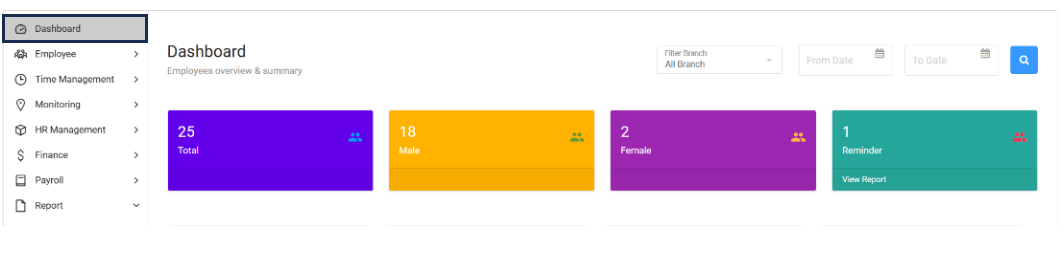 Dashboard
Employee
Time Management
Monitoring
HR Management
Finance
Payroll
Report
Dashboard
Employees overview & summary
Filter Branch
All Branch
From Date
To Date
25
Total
18
Male
2
Female
1
Reminder
View Report